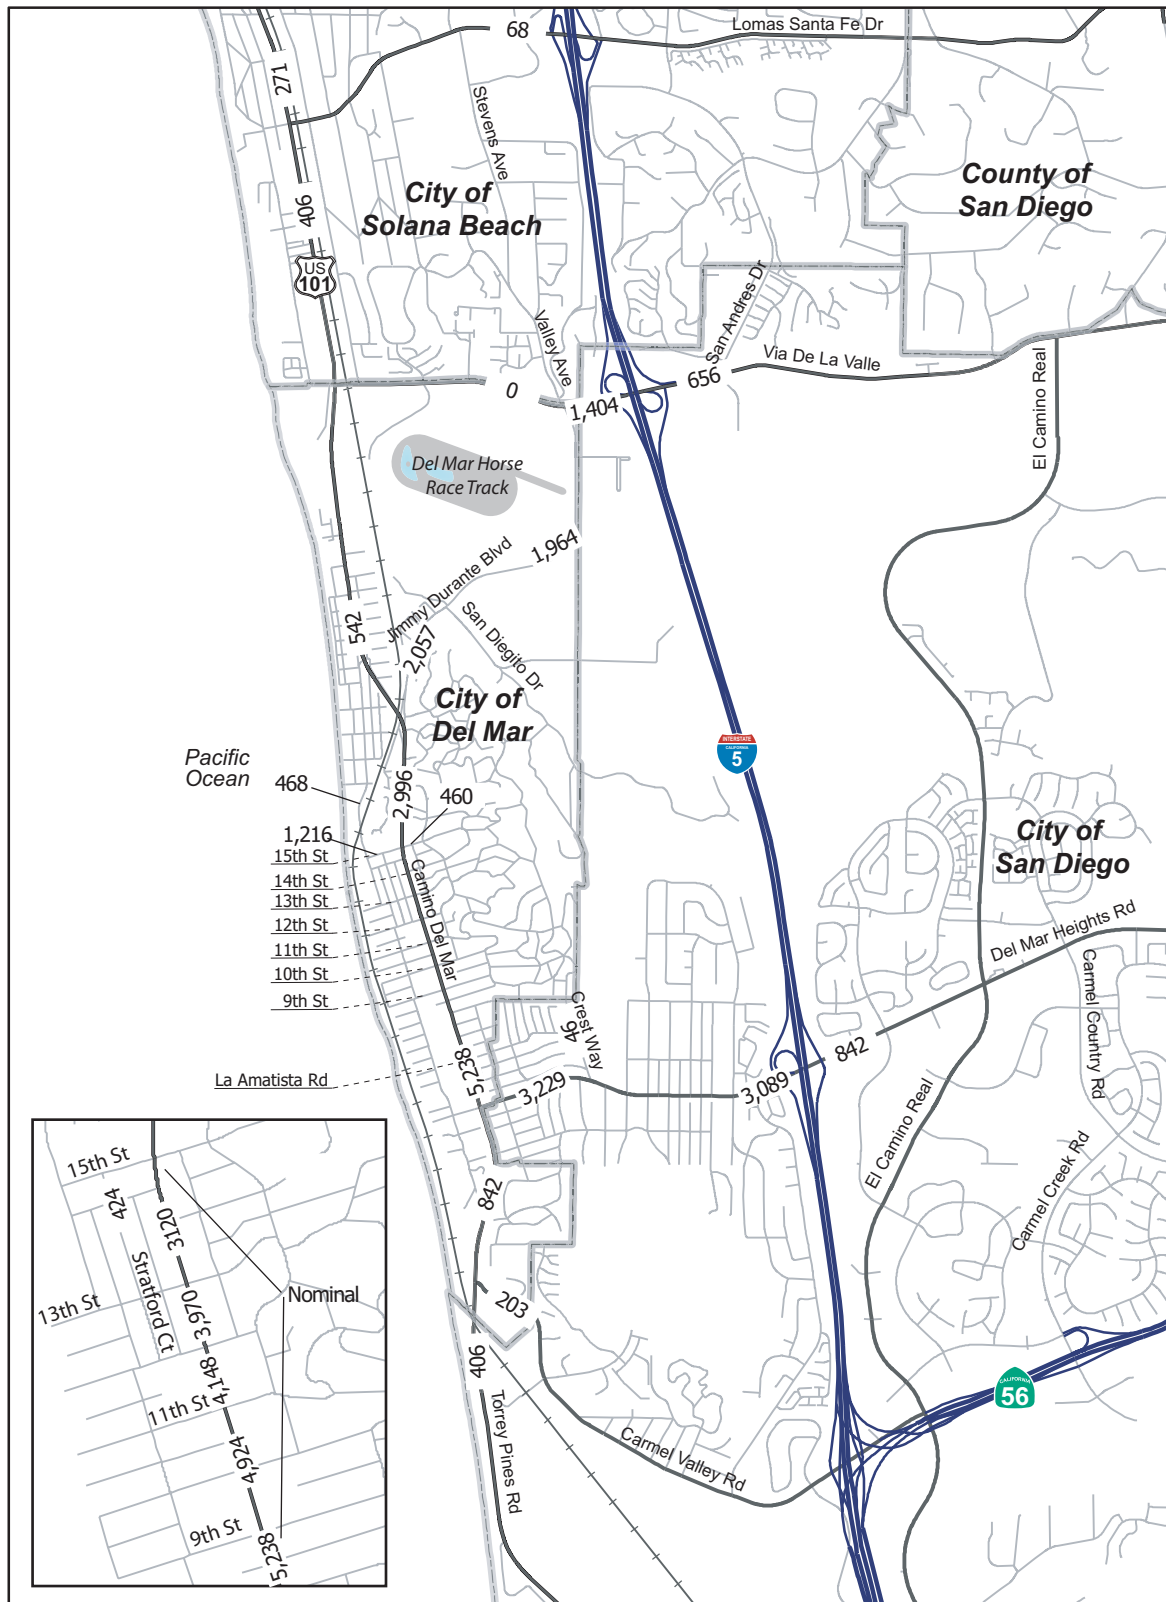 68
Lomas Santa Fe Dr
271
Stevens Ave
406
City of
Solana Beach
County of
San Diego
US
101
San Andres Dr
Valley Ave
Via De La Valle
El Camino Real
0
656
1,404
Del Mar Horse
Race Track
1,964
Jimmy Durante Blvd
542
2,057
San Diegito Dr
City of
Del Mar
Pacific
Ocean
INTERSTATE
CALIFORNIA
5
468
2,996
460
1,216
15th St
14th St
13th St
12th St
11th St
10th St
9th St
Camino Del Mar
City of
San Diego
Del Mar Heights Rd
Carmel Country Rd
Crest Way
46
La Amatista Rd
5,238
3,229
3,089
842
El Camino Real
Carmel Creek Rd
842
203
406
Torrey Pines Rd
Carmel Valley Rd
CALIFORNIA
56
15th St
424
3120
Stratford Ct
Nominal
13th St
3,970
4,148
11th St
4,924
9th St
5,238